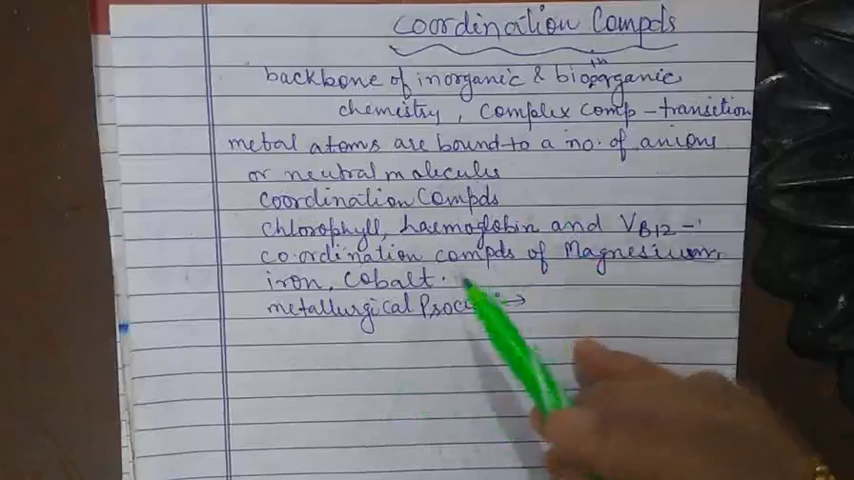 Coordination Compds
backbone of inorganic & bioinorganic
chemistry, complex comp - transition
metal atoms are bound to a no. of anions
or neutral molecules
Coordination Compds
chlorophyll, haemoglobin and VB12 -
co.ordination compds of Magnesium,
iron, cobalt.
metallurgical →